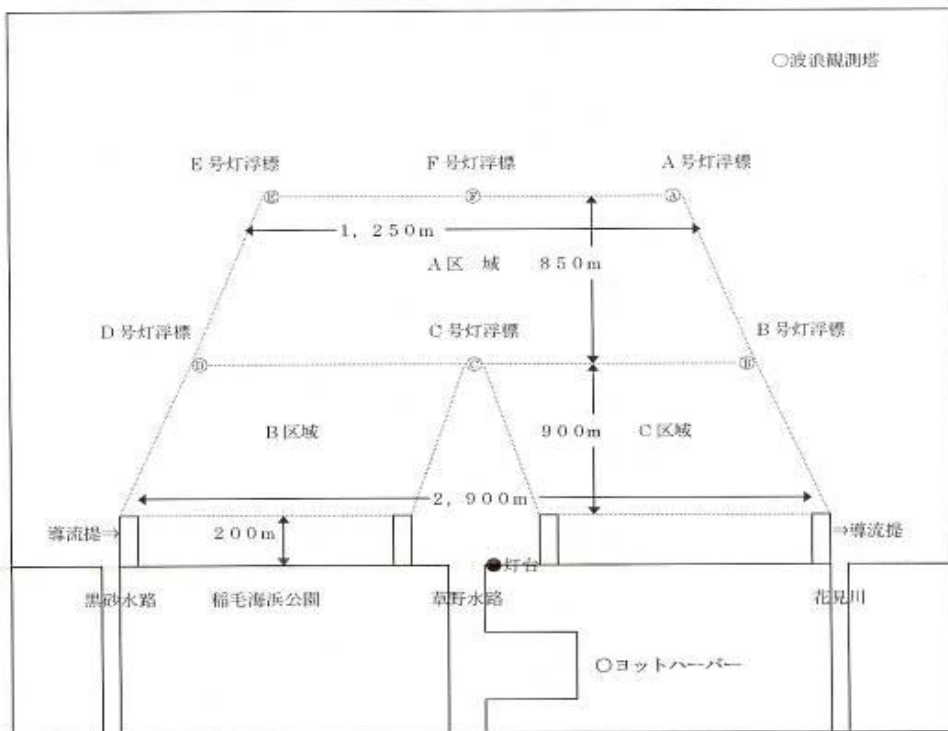 ○波浪観測塔
E号灯浮標 F号灯浮標 A号灯浮標
Ⓔ Ⓕ Ⓐ
1,250m
A区 域 850m
D号灯浮標 C号灯浮標 B号灯浮標
Ⓓ Ⓒ Ⓑ
B区域 900m C区域
2,900m
導流提⇒ 200m ⇒導流提
●灯台
黒砂水路 稲毛海浜公園 草野水路 花見川
○ヨットハーバー